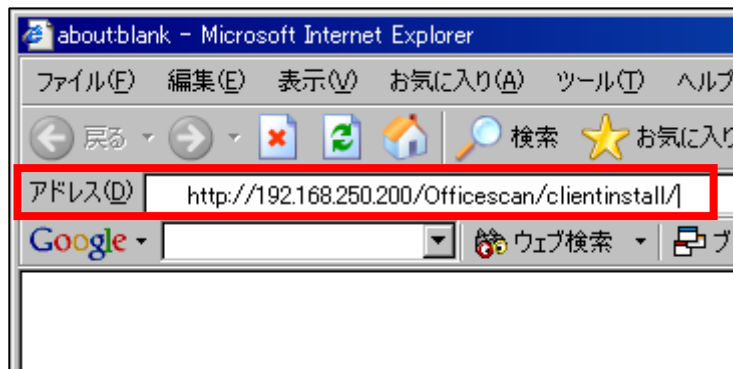 about:blank - Microsoft Internet Explorer
ファイル(F) 編集(E) 表示(V) お気に入り(A) ツール(T) ヘルプ
戻る 検索 お気に入り
アドレス(D) http://192.168.250.200/Officescan/clientinstall/
Google ウェブ検索 ブ